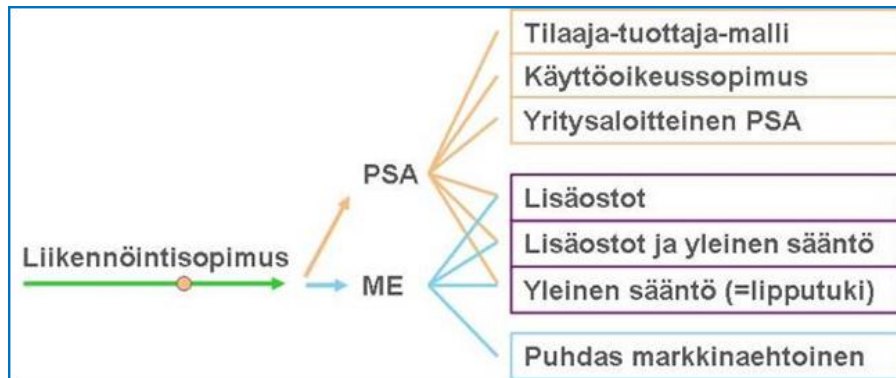 Tilaaja-tuottaja-malli
Käyttöoikeussopimus
Yritysaloitteinen PSA
PSA
Lisäostot
Liikennöintisopimus
Lisäostot ja yleinen sääntö
ME
Yleinen sääntö (=lipputuki)
Puhdas markkinaehtoinen